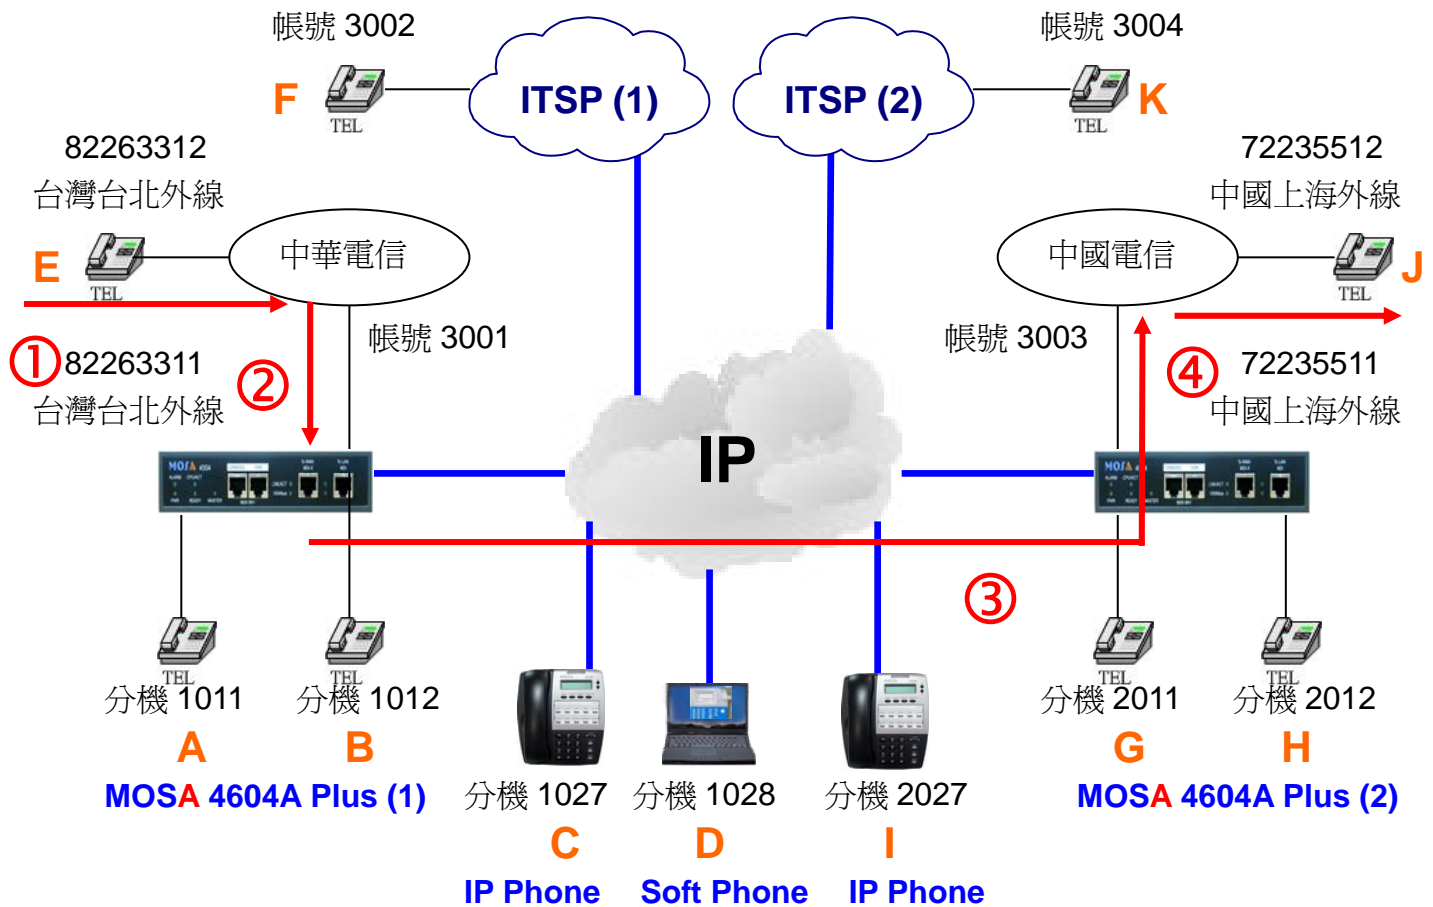 帳號 3002
帳號 3004
ITSP (1)
ITSP (2)
F
K
TEL
TEL
82263312
台灣台北外線
72235512
中國上海外線
中華電信
中國電信
E
J
TEL
TEL
帳號 3001
帳號 3003
① 82263311
台灣台北外線
②
④ 72235511
中國上海外線
IP
MOSA
MOSA
③
TEL
TEL
TEL
TEL
分機 1011
分機 1012
分機 2011
分機 2012
A
B
G
H
MOSA 4604A Plus (1)
分機 1027
分機 1028
分機 2027
MOSA 4604A Plus (2)
C
D
I
IP Phone
Soft Phone
IP Phone